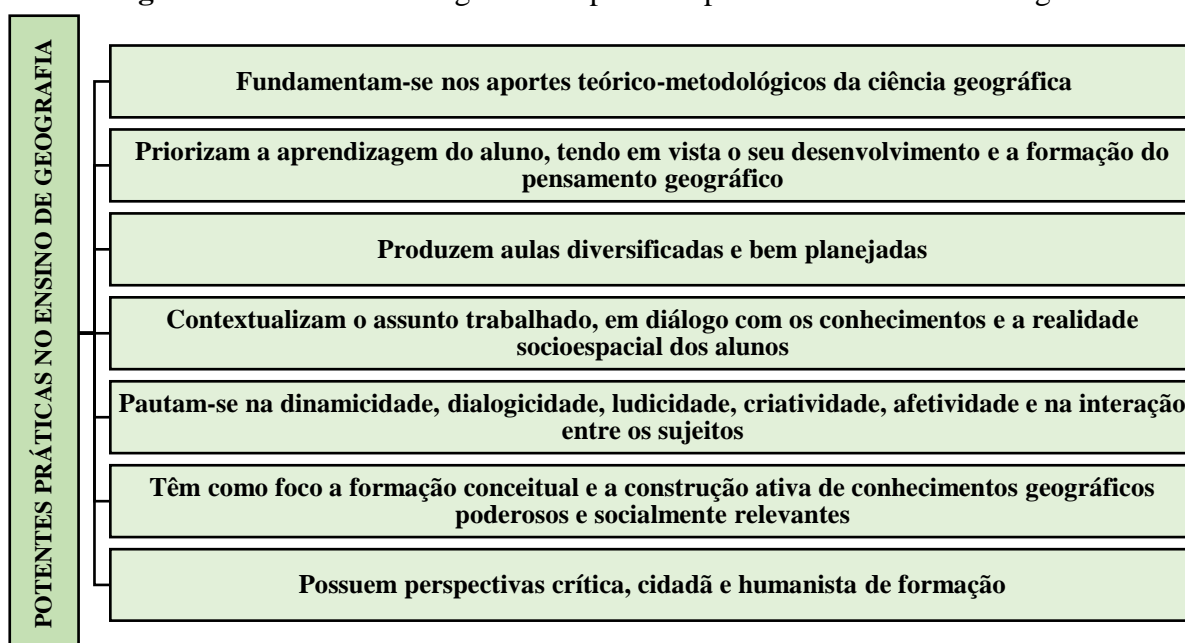 POTENTES PRÁTICAS NO ENSINO DE GEOGRAFIA
Fundamentam-se nos aportes teórico-metodológicos da ciência geográfica
Priorizam a aprendizagem do aluno, tendo em vista o seu desenvolvimento e a formação do
pensamento geográfico
Produzem aulas diversificadas e bem planejadas
Contextualizam o assunto trabalhado, em diálogo com os conhecimentos e a realidade
socioespacial dos alunos
Pautam-se na dinamicidade, dialogicidade, ludicidade, criatividade, afetividade e na interação
entre os sujeitos
Têm como foco a formação conceitual e a construção ativa de conhecimentos geográficos
poderosos e socialmente relevantes
Possuem perspectivas crítica, cidadã e humanista de formação